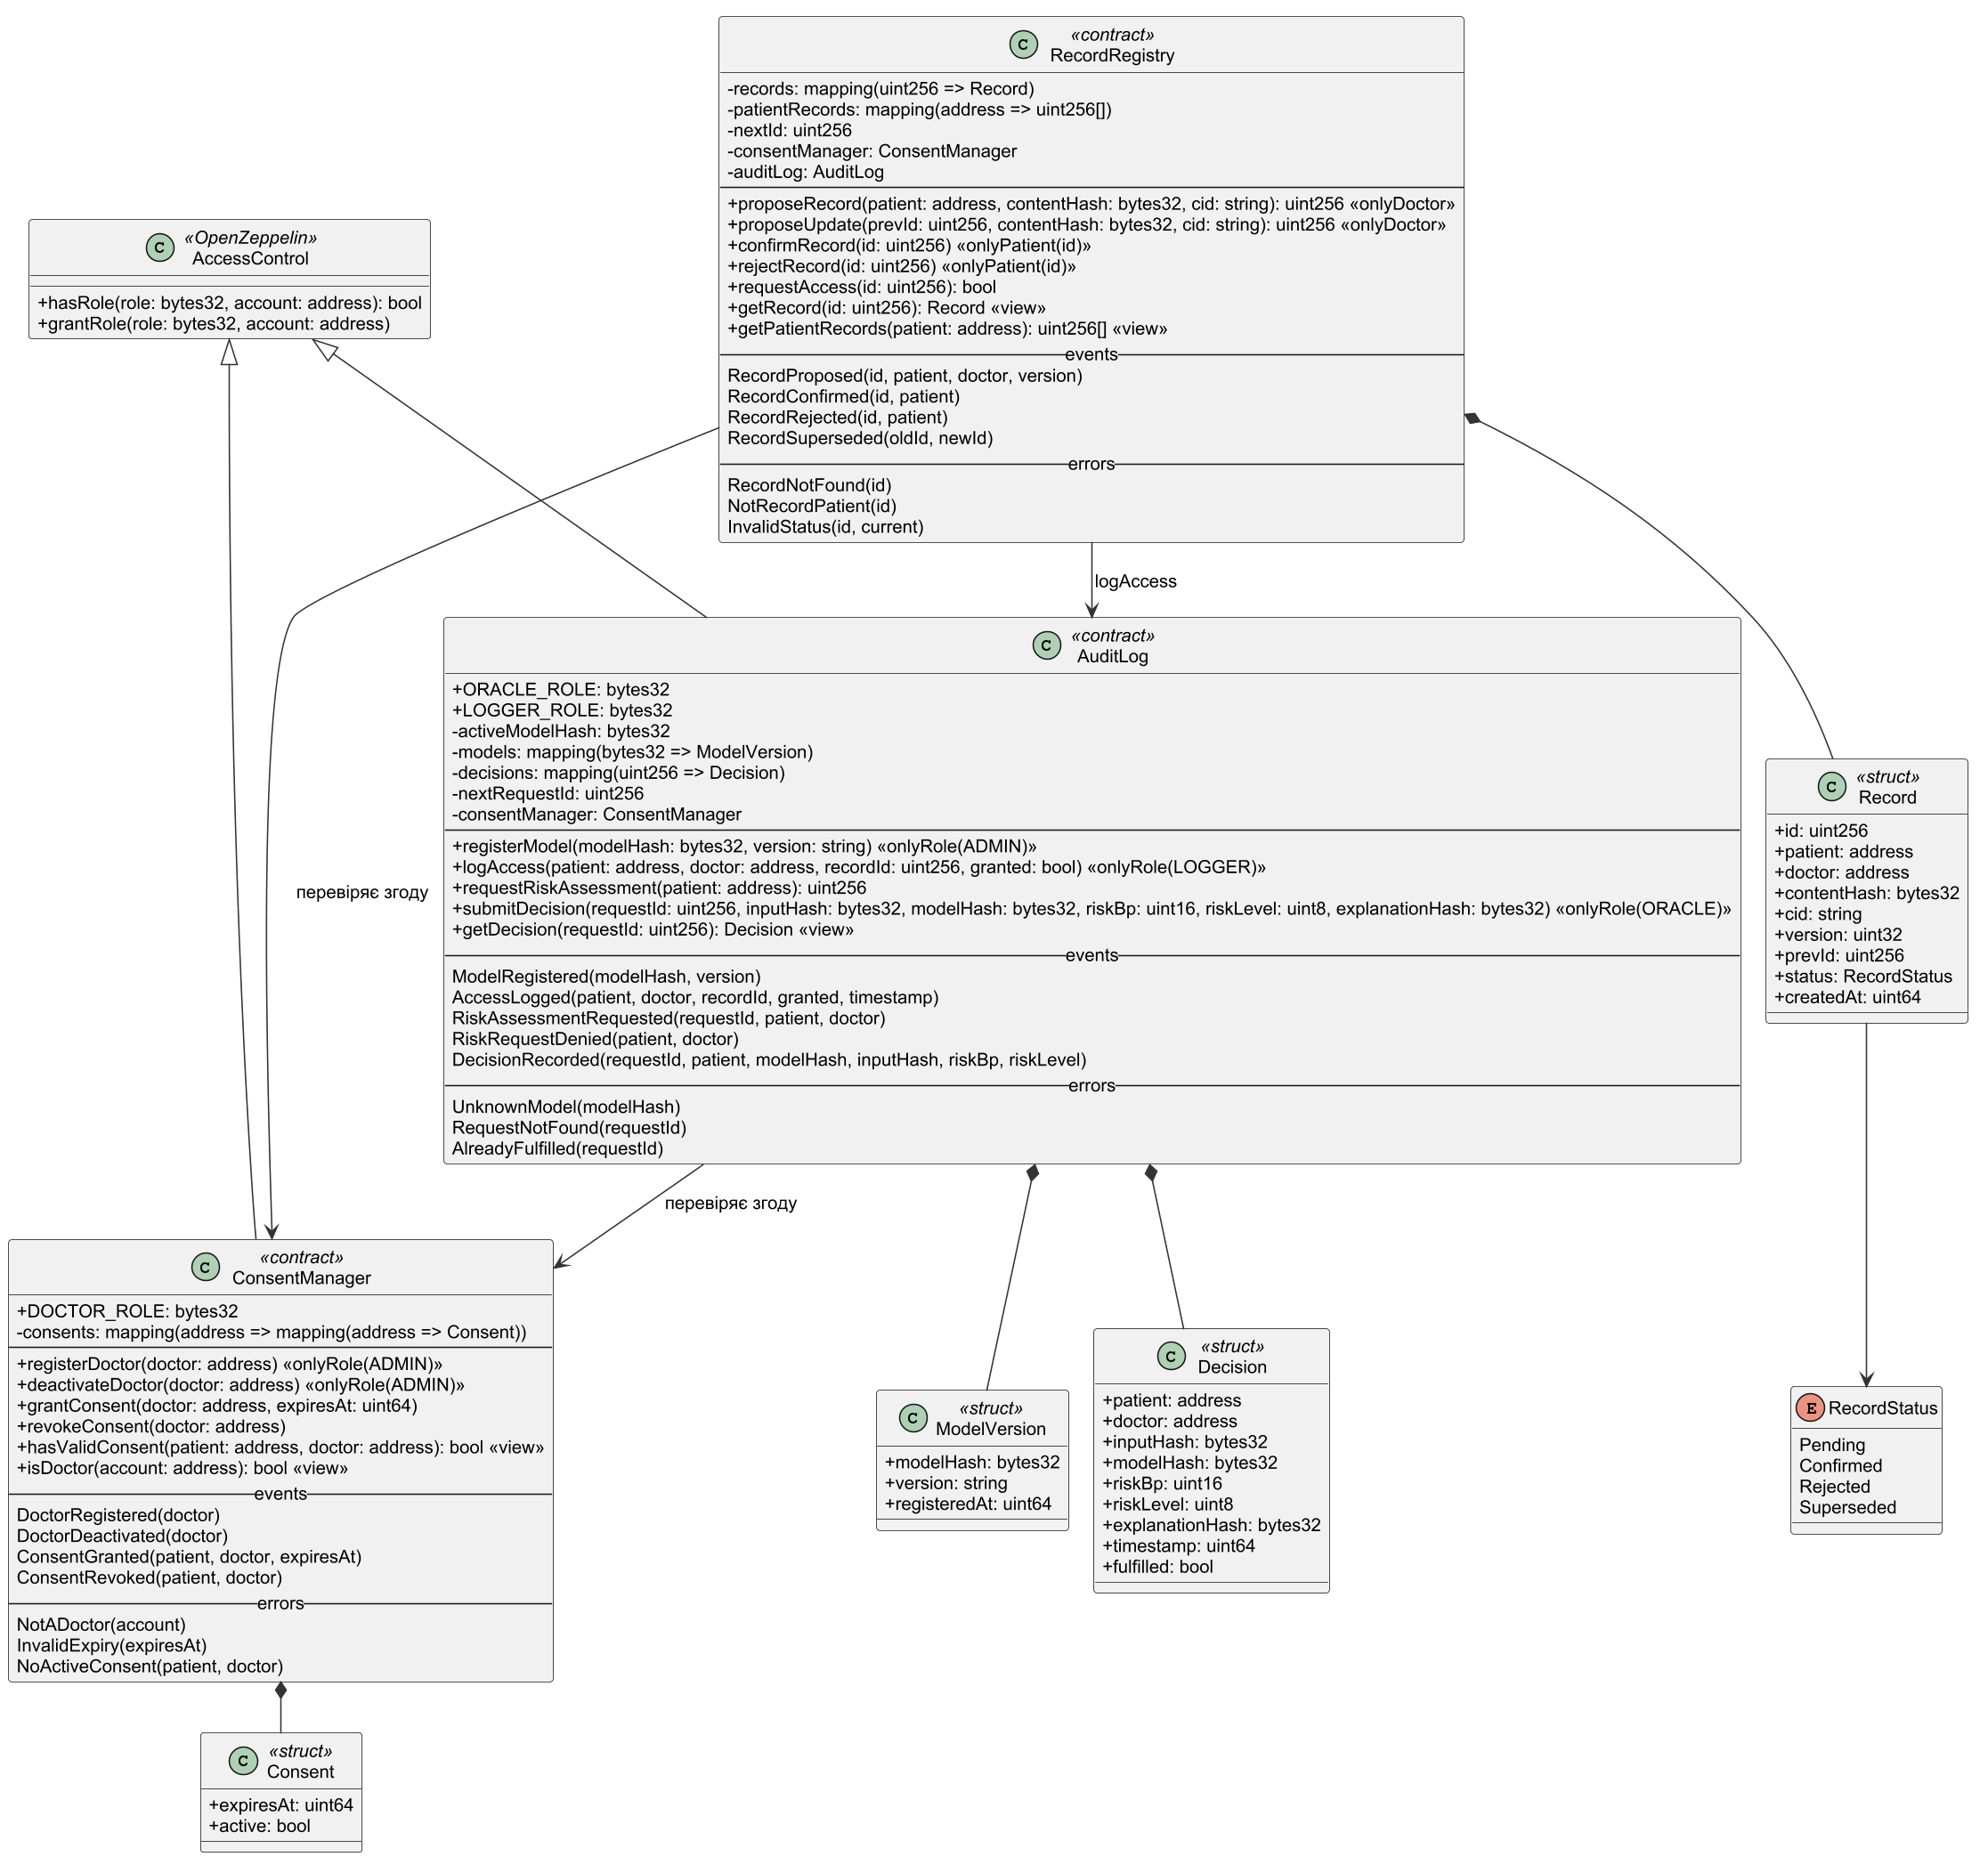 «contract»
C
RecordRegistry
-records: mapping(uint256 => Record)
-patientRecords: mapping(address => uint256[])
-nextId: uint256
-consentManager: ConsentManager
-auditLog: AuditLog
+proposeRecord(patient: address, contentHash: bytes32, cid: string): uint256 «onlyDoctor»
+proposeUpdate(prevId: uint256, contentHash: bytes32, cid: string): uint256 «onlyDoctor»
+confirmRecord(id: uint256) «onlyPatient(id)»
+rejectRecord(id: uint256) «onlyPatient(id)»
+requestAccess(id: uint256): bool
+getRecord(id: uint256): Record «view»
+getPatientRecords(patient: address): uint256[] «view»
events
RecordProposed(id, patient, doctor, version)
RecordConfirmed(id, patient)
RecordRejected(id, patient)
RecordSuperseded(oldId, newId)
errors
RecordNotFound(id)
NotRecordPatient(id)
InvalidStatus(id, current)
«OpenZeppelin»
C
AccessControl
+hasRole(role: bytes32, account: address): bool
+grantRole(role: bytes32, account: address)
logAccess
«contract»
C
AuditLog
+ORACLE_ROLE: bytes32
+LOGGER_ROLE: bytes32
-activeModelHash: bytes32
-models: mapping(bytes32 => ModelVersion)
-decisions: mapping(uint256 => Decision)
-nextRequestId: uint256
-consentManager: ConsentManager
+registerModel(modelHash: bytes32, version: string) «onlyRole(ADMIN)»
+logAccess(patient: address, doctor: address, recordId: uint256, granted: bool) «onlyRole(LOGGER)»
+requestRiskAssessment(patient: address): uint256
+submitDecision(requestId: uint256, inputHash: bytes32, modelHash: bytes32, riskBp: uint16, riskLevel: uint8, explanationHash: bytes32) «onlyRole(ORACLE)»
+getDecision(requestId: uint256): Decision «view»
events
ModelRegistered(modelHash, version)
AccessLogged(patient, doctor, recordId, granted, timestamp)
RiskAssessmentRequested(requestId, patient, doctor)
RiskRequestDenied(patient, doctor)
DecisionRecorded(requestId, patient, modelHash, inputHash, riskBp, riskLevel)
errors
UnknownModel(modelHash)
RequestNotFound(requestId)
AlreadyFulfilled(requestId)
«struct»
C
Record
+id: uint256
+patient: address
+doctor: address
+contentHash: bytes32
+cid: string
+version: uint32
+prevId: uint256
+status: RecordStatus
+createdAt: uint64
перевіряє згоду
перевіряє згоду
«contract»
C
ConsentManager
+DOCTOR_ROLE: bytes32
-consents: mapping(address => mapping(address => Consent))
+registerDoctor(doctor: address) «onlyRole(ADMIN)»
+deactivateDoctor(doctor: address) «onlyRole(ADMIN)»
+grantConsent(doctor: address, expiresAt: uint64)
+revokeConsent(doctor: address)
+hasValidConsent(patient: address, doctor: address): bool «view»
+isDoctor(account: address): bool «view»
events
DoctorRegistered(doctor)
DoctorDeactivated(doctor)
ConsentGranted(patient, doctor, expiresAt)
ConsentRevoked(patient, doctor)
errors
NotADoctor(account)
InvalidExpiry(expiresAt)
NoActiveConsent(patient, doctor)
«struct»
C
ModelVersion
+modelHash: bytes32
+version: string
+registeredAt: uint64
«struct»
C
Decision
+patient: address
+doctor: address
+inputHash: bytes32
+modelHash: bytes32
+riskBp: uint16
+riskLevel: uint8
+explanationHash: bytes32
+timestamp: uint64
+fulfilled: bool
E RecordStatus
Pending
Confirmed
Rejected
Superseded
«struct»
C
Consent
+expiresAt: uint64
+active: bool